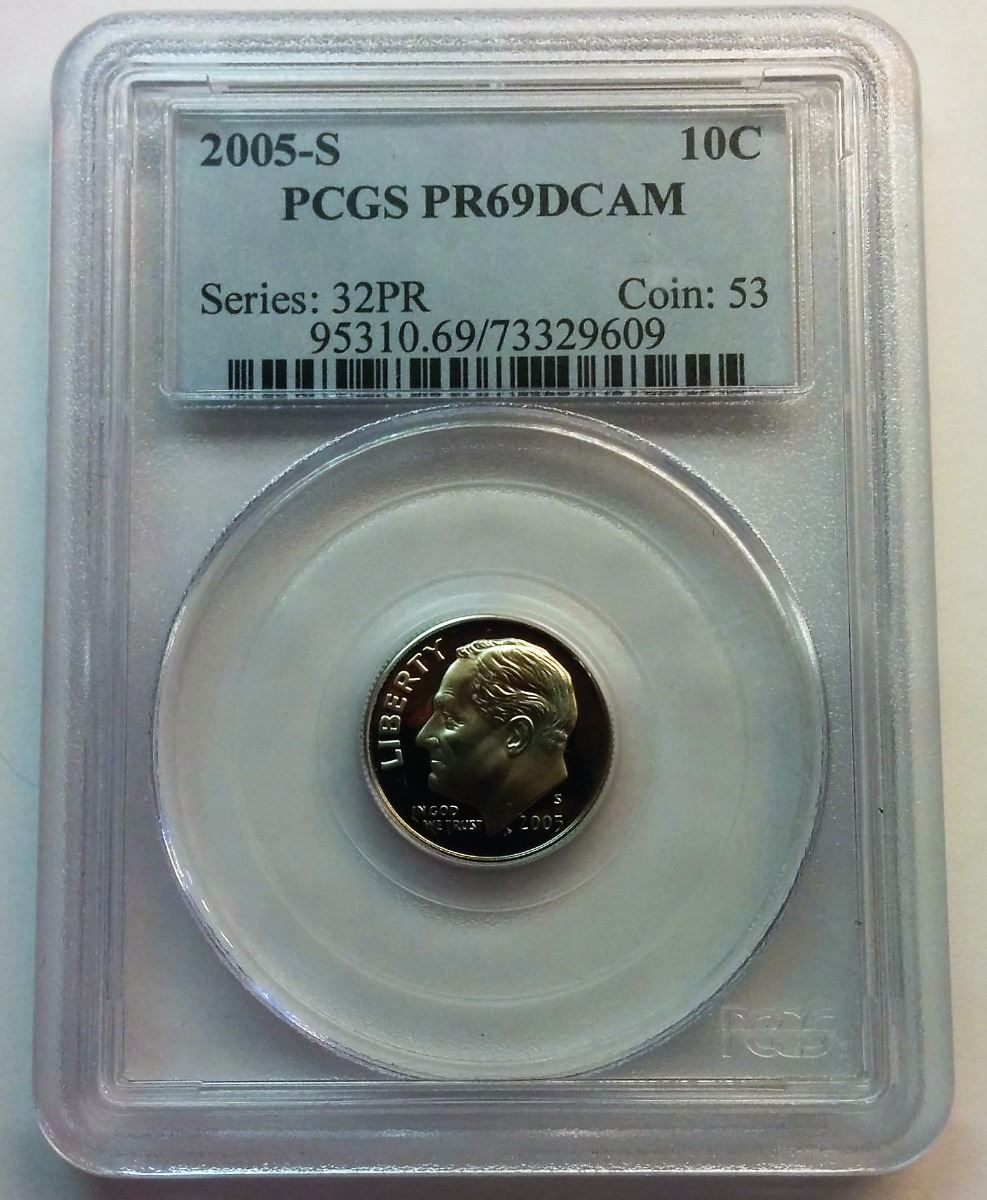 2005-S 10C
PCGS PR69DCAM
Series: 32PR Coin: 53
95310.69/73329609
LIBERTY
IN GOD
WE TRUST
S
2005
PCGS